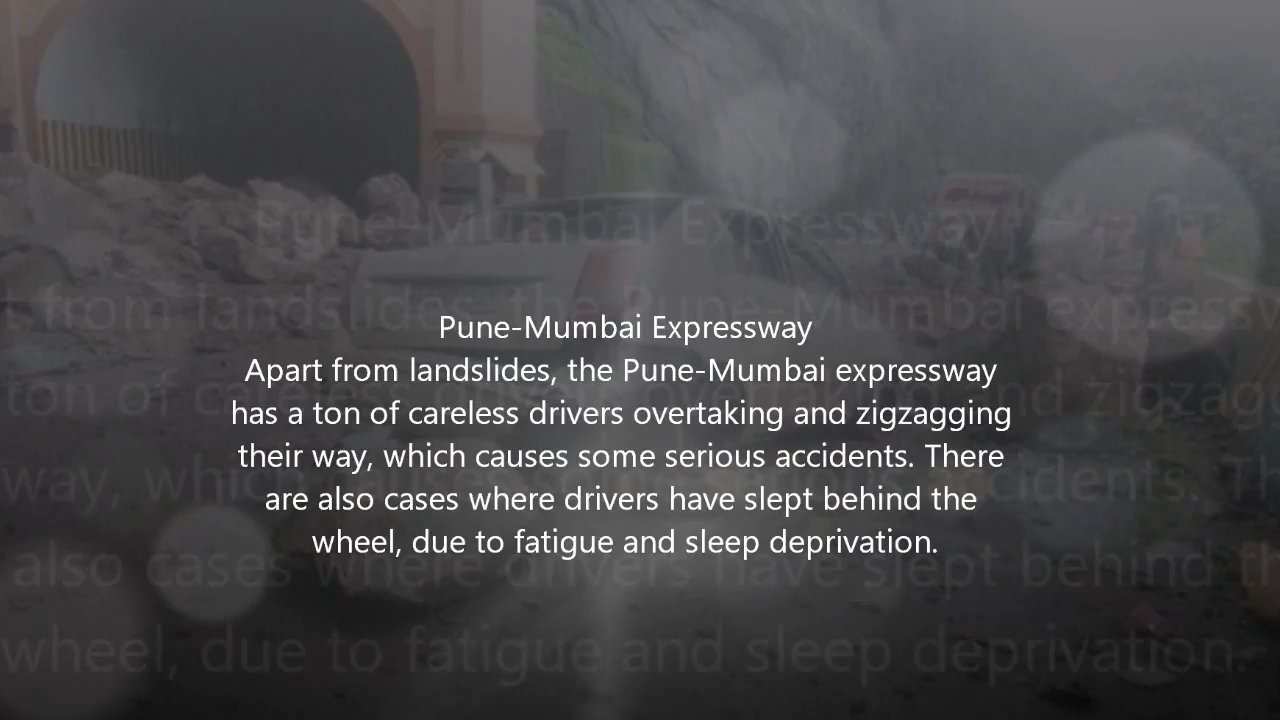 Pune-Mumbai Expressway
Apart from landslides, the Pune-Mumbai expressway
has a ton of careless drivers overtaking and zigzagging
their way, which causes some serious accidents. There
are also cases where drivers have slept behind the
wheel, due to fatigue and sleep deprivation.